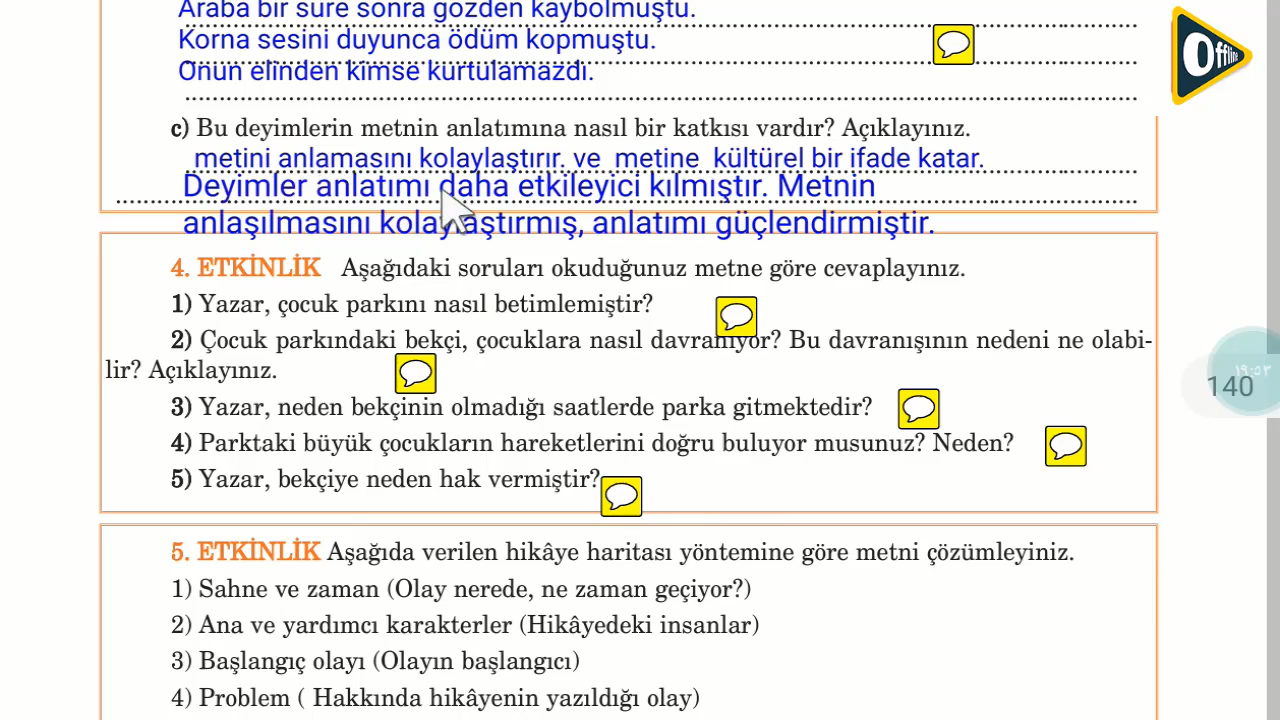 Araba bir süre sonra gözden kaybolmuştu.
Korna sesini duyunca ödüm kopmuştu.
Onun elinden kimse kurtulamazdı.
Offline
c) Bu deyimlerin metnin anlatımına nasıl bir katkısı vardır? Açıklayınız.
metini anlamasını kolaylaştırır. ve metine kültürel bir ifade katar.
Deyimler anlatımı daha etkileyici kılmıştır. Metnin
anlaşılmasını kolaylaştırmış, anlatımı güçlendirmiştir.
4. ETKİNLİK Aşağıdaki soruları okuduğunuz metne göre cevaplayınız.
1) Yazar, çocuk parkını nasıl betimlemiştir?
2) Çocuk parkındaki bekçi, çocuklara nasıl davranıyor? Bu davranışının nedeni ne olabi-
lir? Açıklayınız.
١٩:٥٣
140
3) Yazar, neden bekçinin olmadığı saatlerde parka gitmektedir?
4) Parktaki büyük çocukların hareketlerini doğru buluyor musunuz? Neden?
5) Yazar, bekçiye neden hak vermiştir?
5. ETKİNLİK Aşağıda verilen hikâye haritası yöntemine göre metni çözümleyiniz.
1) Sahne ve zaman (Olay nerede, ne zaman geçiyor?)
2) Ana ve yardımcı karakterler (Hikâyedeki insanlar)
3) Başlangıç olayı (Olayın başlangıcı)
4) Problem ( Hakkında hikâyenin yazıldığı olay)